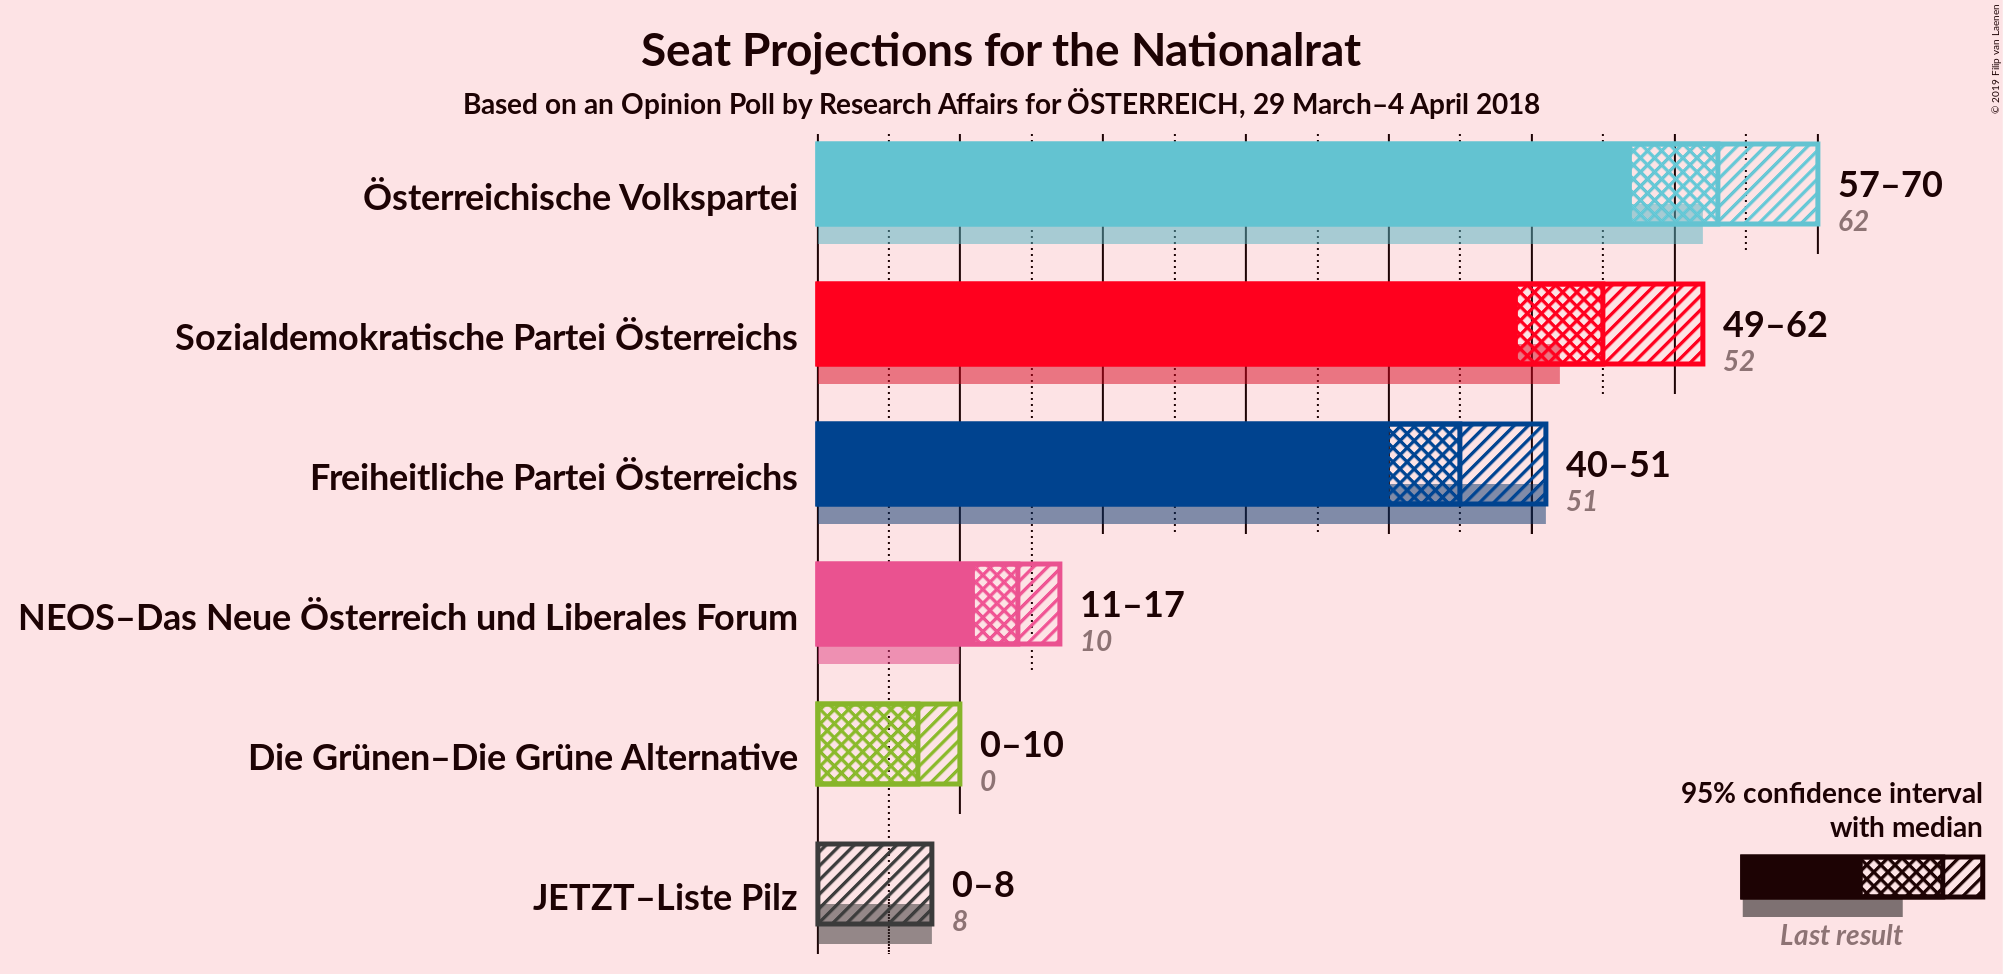 Seat Projections for the Nationalrat
Based on an Opinion Poll by Research Affairs for ÖSTERREICH, 29 March–4 April 2018
© 2019 Filip van Laenen
Österreichische Volkspartei
57–70
62
Sozialdemokratische Partei Österreichs
49–62
52
Freiheitliche Partei Österreichs
40–51
51
NEOS–Das Neue Österreich und Liberales Forum
11–17
10
Die Grünen–Die Grüne Alternative
0–10
0
JETZT–Liste Pilz
0–8
8
95% confidence interval
with median
Last result